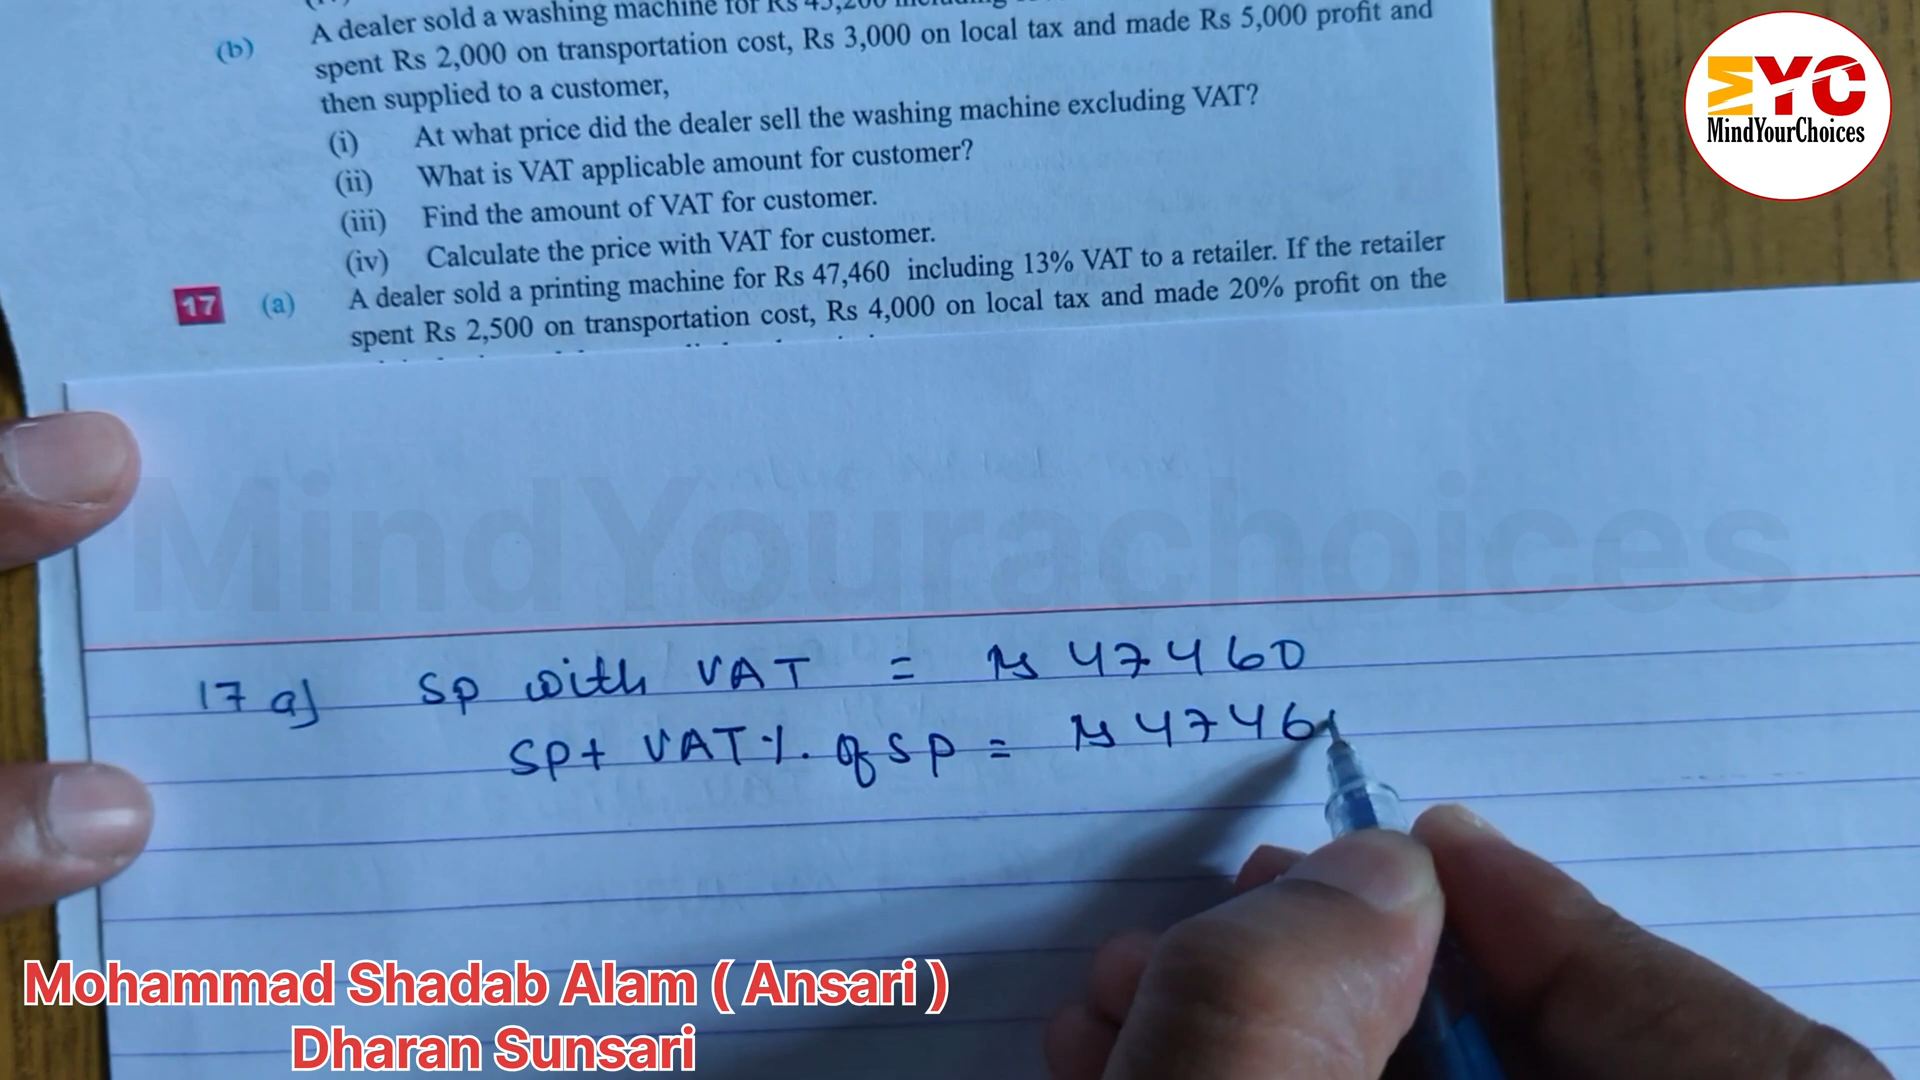 (b) A dealer sold a washing machine for Rs 45,200
spent Rs 2,000 on transportation cost, Rs 3,000 on local tax and made Rs 5,000 profit and
then supplied to a customer,
(i) At what price did the dealer sell the washing machine excluding VAT?
(ii) What is VAT applicable amount for customer?
(iii) Find the amount of VAT for customer.
(iv) Calculate the price with VAT for customer.
17 (a) A dealer sold a printing machine for Rs 47,460 including 13% VAT to a retailer. If the retailer
spent Rs 2,500 on transportation cost, Rs 4,000 on local tax and made 20% profit on the
MYC
MindYourChoices
MindYourachoices
17 a) SP with VAT = Rs 47460
SP + VAT% of SP = Rs 4746
Mohammad Shadab Alam ( Ansari )
Dharan Sunsari